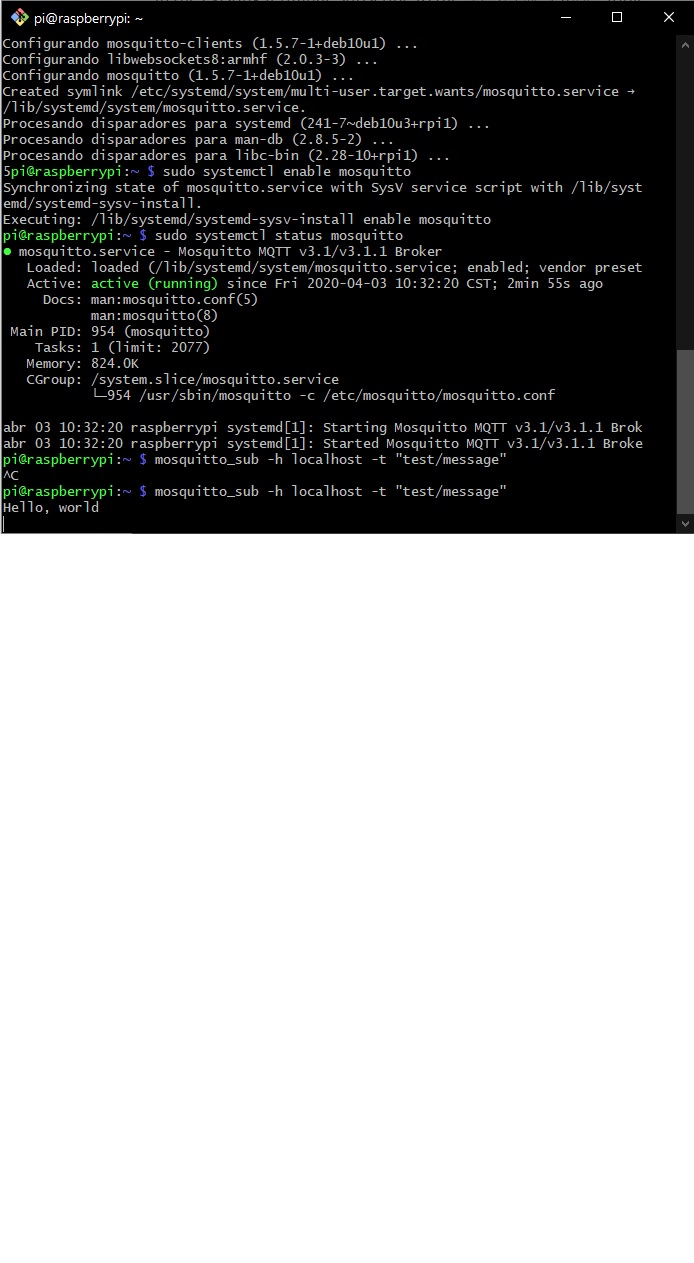 pi@raspberrypi: ~
Configurando mosquitto-clients (1.5.7-1+deb10u1) ...
Configurando libwebsockets8:armhf (2.0.3-3) ...
Configurando mosquitto (1.5.7-1+deb10u1) ...
Created symlink /etc/systemd/system/multi-user.target.wants/mosquitto.service →
/lib/systemd/system/mosquitto.service.
Procesando disparadores para systemd (241-7~deb10u3+rpi1) ...
Procesando disparadores para man-db (2.8.5-2) ...
Procesando disparadores para libc-bin (2.28-10+rpi1) ...
5pi@raspberrypi:~ $ sudo systemctl enable mosquitto
Synchronizing state of mosquitto.service with SysV service script with /lib/syst
emd/systemd-sysv-install.
Executing: /lib/systemd/systemd-sysv-install enable mosquitto
pi@raspberrypi:~ $ sudo systemctl status mosquitto
● mosquitto.service - Mosquitto MQTT v3.1/v3.1.1 Broker
Loaded: loaded (/lib/systemd/system/mosquitto.service; enabled; vendor preset
Active: active (running) since Fri 2020-04-03 10:32:20 CST; 2min 55s ago
Docs: man:mosquitto.conf(5)
man:mosquitto(8)
Main PID: 954 (mosquitto)
Tasks: 1 (limit: 2077)
Memory: 824.0K
CGroup: /system.slice/mosquitto.service
└─954 /usr/sbin/mosquitto -c /etc/mosquitto/mosquitto.conf
abr 03 10:32:20 raspberrypi systemd[1]: Starting Mosquitto MQTT v3.1/v3.1.1 Brok
abr 03 10:32:20 raspberrypi systemd[1]: Started Mosquitto MQTT v3.1/v3.1.1 Broke
pi@raspberrypi:~ $ mosquitto_sub -h localhost -t "test/message"
^C
pi@raspberrypi:~ $ mosquitto_sub -h localhost -t "test/message"
Hello, world